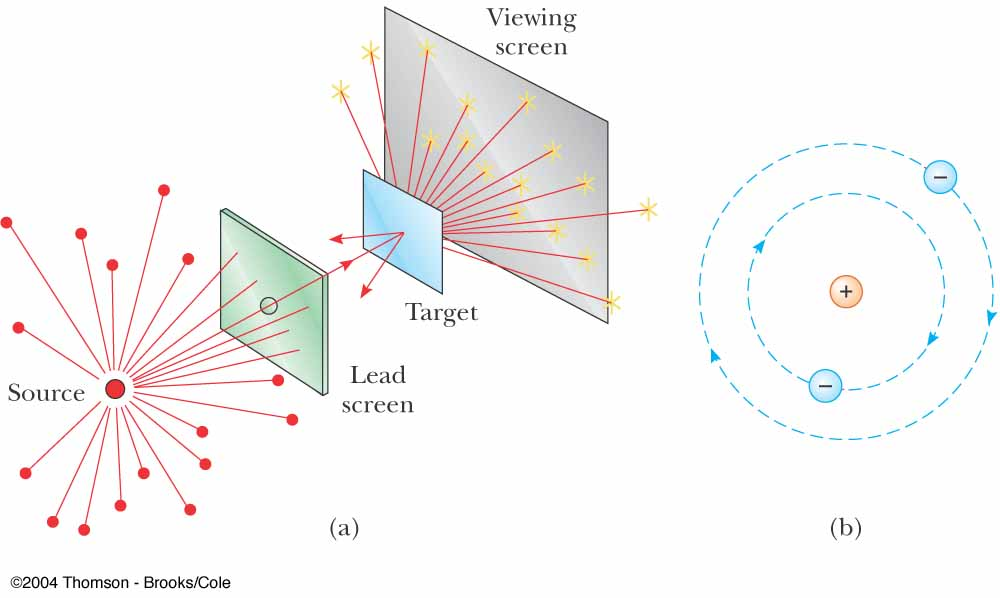 Viewing
screen
Target
Source
Lead
screen
−
+
−
(a)
(b)
©2004 Thomson - Brooks/Cole